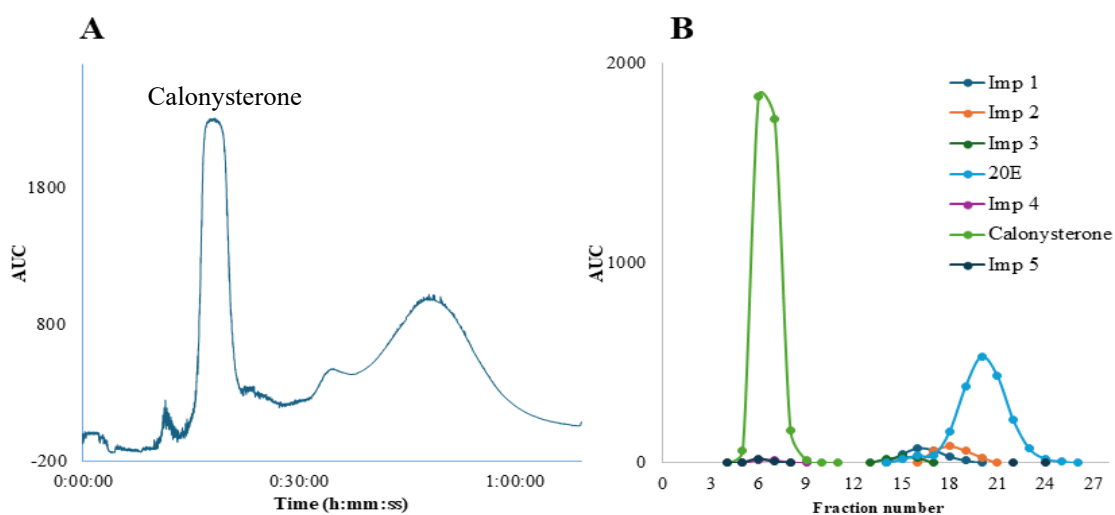 A
Calonysterone
1800
800
-200
AUC
0:00:00
0:30:00
1:00:00
Time (h:mm:ss)
B
2000
1000
0
AUC
Imp 1
Imp 2
Imp 3
20E
Imp 4
Calonysterone
Imp 5
0 3 6 9 12 15 18 21 24 27
Fraction number